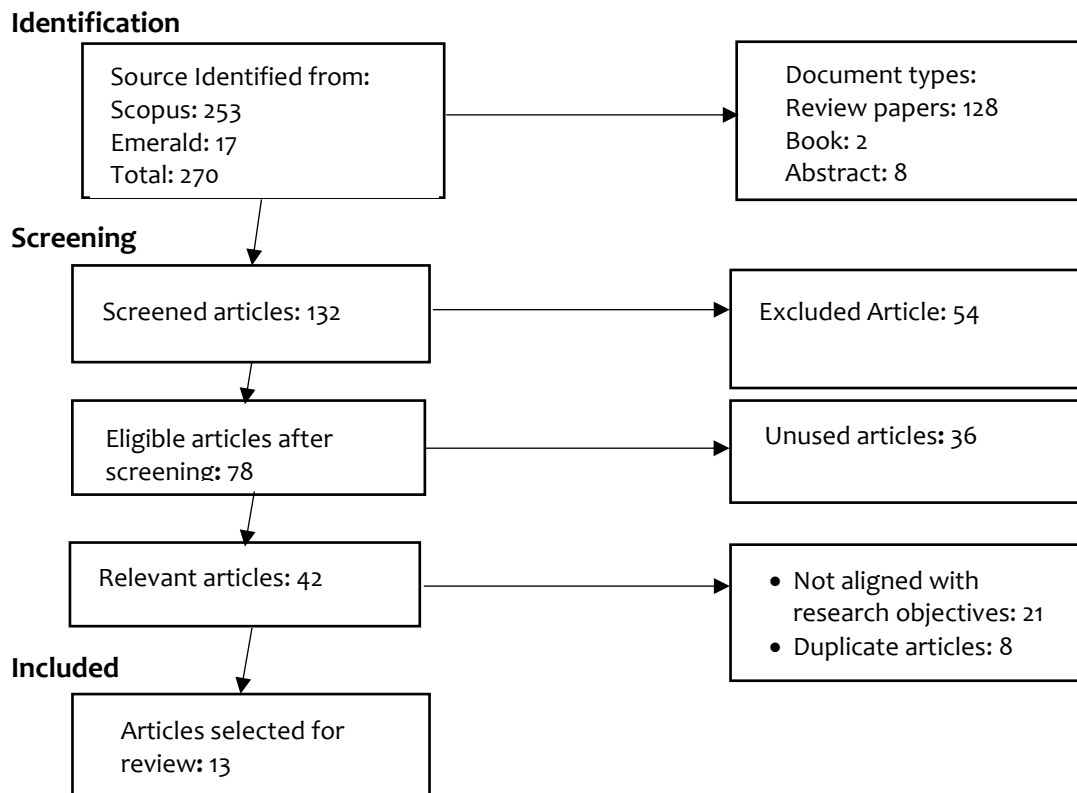 Identification
Source Identified from:
Scopus: 253
Emerald: 17
Total: 270
Document types:
Review papers: 128
Book: 2
Abstract: 8
Screening
Screened articles: 132
Excluded Article: 54
Eligible articles after
screening: 78
Unused articles: 36
Relevant articles: 42
• Not aligned with
research objectives: 21
• Duplicate articles: 8
Included
Articles selected for
review: 13